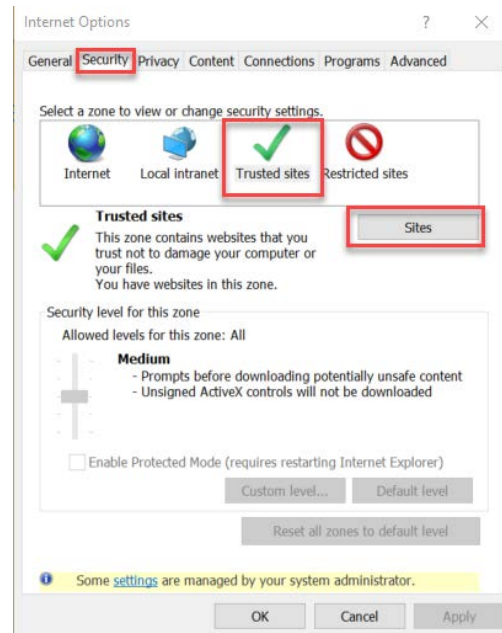 Internet Options
?
General Security Privacy Content Connections Programs Advanced
Select a zone to view or change security settings.
Internet Local intranet Trusted sites Restricted sites
Trusted sites
Sites
This zone contains websites that you
trust not to damage your computer or
your files.
You have websites in this zone.
Security level for this zone
Allowed levels for this zone: All
Medium
- Prompts before downloading potentially unsafe content
- Unsigned ActiveX controls will not be downloaded
Enable Protected Mode (requires restarting Internet Explorer)
Custom level... Default level
Reset all zones to default level
Some settings are managed by your system administrator.
OK Cancel Apply